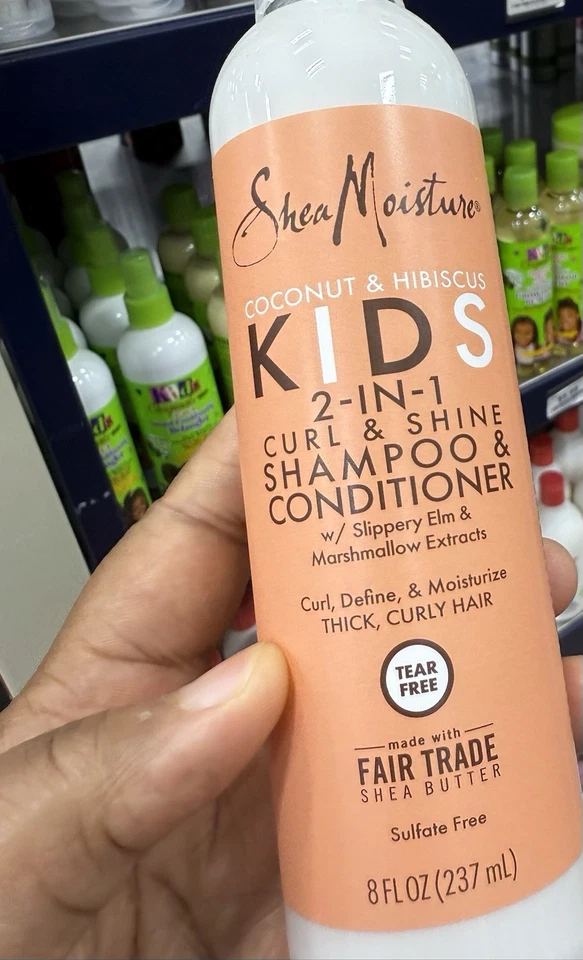 SheaMoisture®
COCONUT & HIBISCUS
KIDS
2-IN-1
CURL & SHINE
SHAMPOO &
CONDITIONER
w/ Slippery Elm &
Marshmallow Extracts
Curl, Define, & Moisturize
THICK, CURLY HAIR
TEAR
FREE
made with
FAIR TRADE
SHEA BUTTER
Sulfate Free
8 FL OZ (237 mL)
Kids